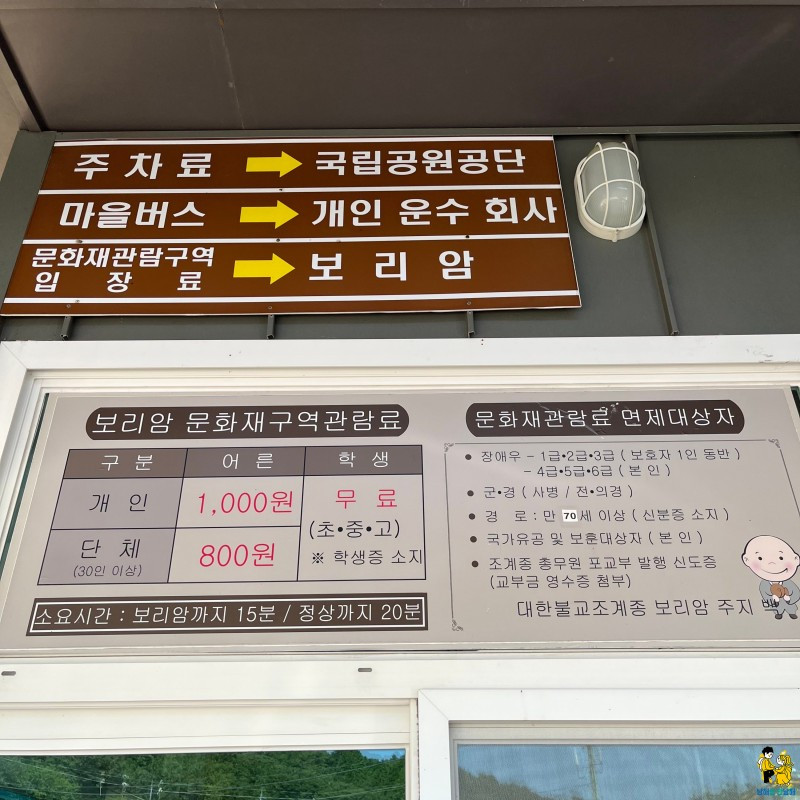 주 차 료 → 국립공원공단
마을버스 → 개인 운수 회사
문화재관람구역
입 장 료 → 보 리 암
보리암 문화재구역관람료
구 분 어 른 학 생
개 인 1,000원 무 료
(초•중•고)
※ 학생증 소지
단 체
(30인 이상)
800원
소요시간 : 보리암까지 15분 / 정상까지 20분
문화재관람료 면제대상자
• 장애우 - 1급•2급•3급 ( 보호자 1인 동반 )
- 4급•5급•6급 ( 본 인 )
• 군•경 ( 사병 / 전•의경 )
• 경 로 : 만 70세 이상 ( 신분증 소지 )
• 국가유공 및 보훈대상자 ( 본 인 )
• 조계종 총무원 포교부 발행 신도증
(교부금 영수증 첨부)
대한불교조계종 보리암 주지 백